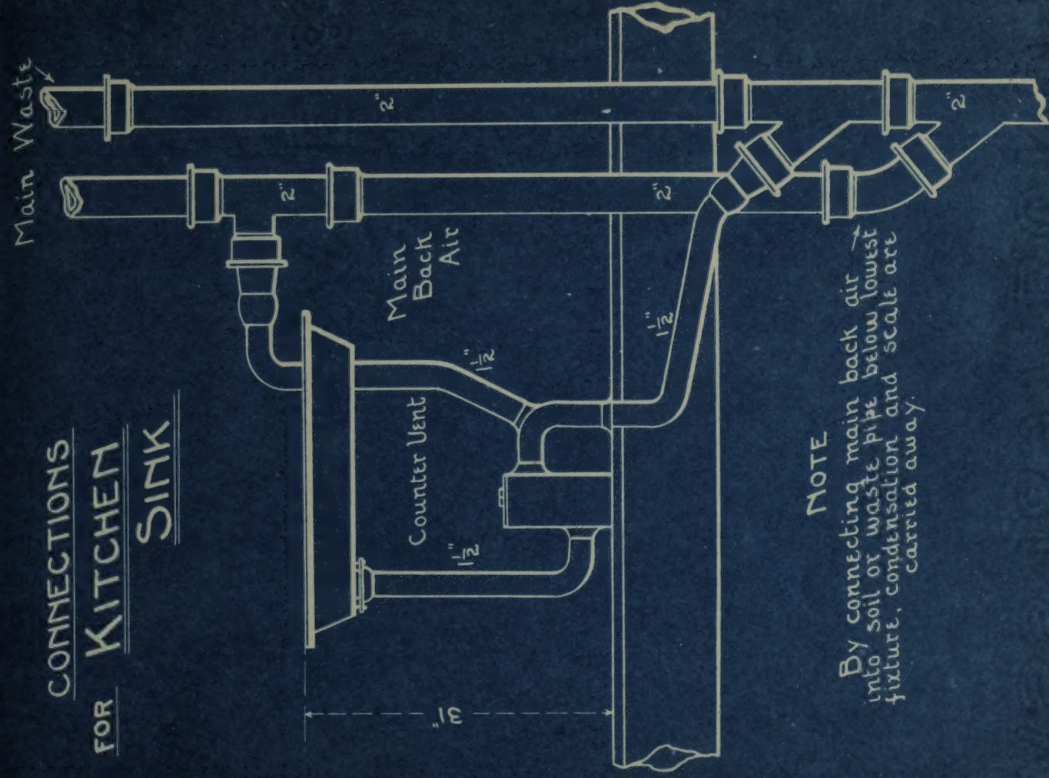 CONNECTIONS
FOR KITCHEN
SINK
Main Waste
2"
2"
2"
2"
Main
Back
Air
1½"
Counter Vent
1½"
1½"
31"
NOTE
By connecting main back air
into soil or waste pipe below lowest
fixture, condensation and scale are
carried away.